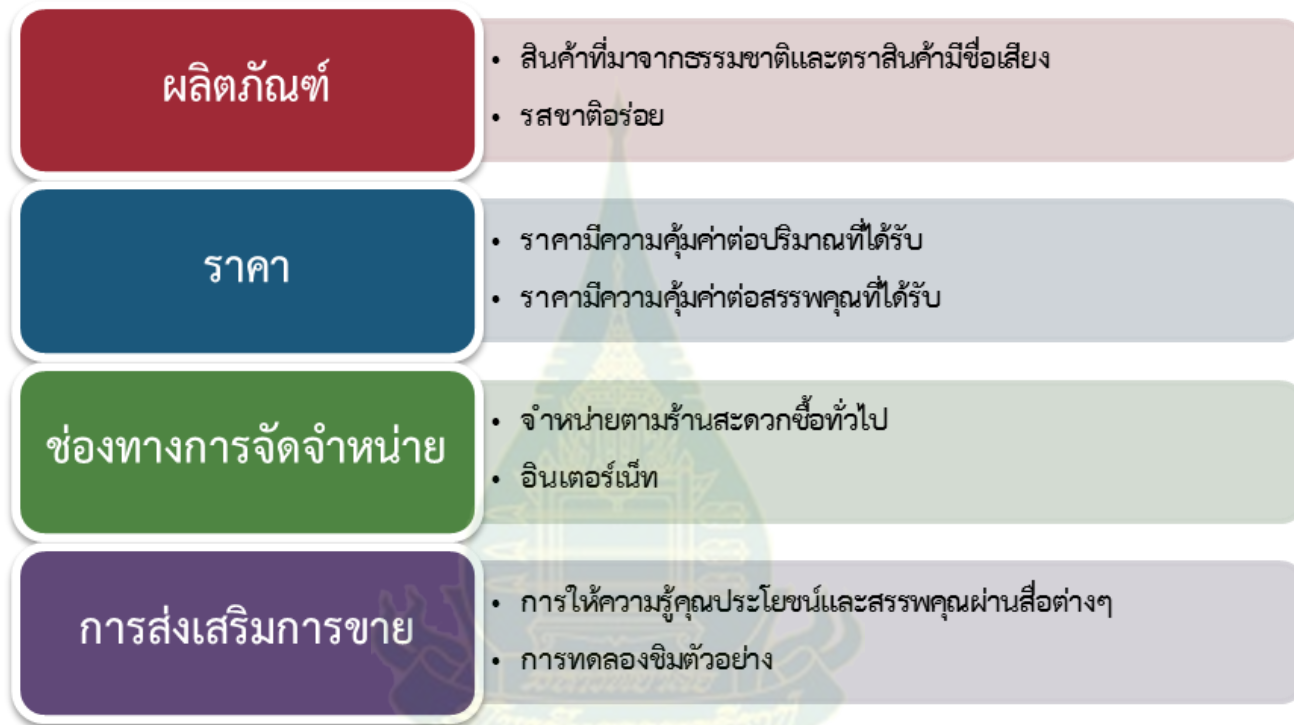 ผลิตภัณฑ์
• สินค้าที่มาจากธรรมชาติและตราสินค้ามีชื่อเสียง
• รสชาติอร่อย
ราคา
• ราคามีความคุ้มค่าต่อปริมาณที่ได้รับ
• ราคามีความคุ้มค่าต่อสรรพคุณที่ได้รับ
ช่องทางการจัดจำหน่าย
• จำหน่ายตามร้านสะดวกซื้อทั่วไป
• อินเตอร์เน็ท
การส่งเสริมการขาย
• การให้ความรู้คุณประโยชน์และสรรพคุณผ่านสื่อต่างๆ
• การทดลองชิมตัวอย่าง